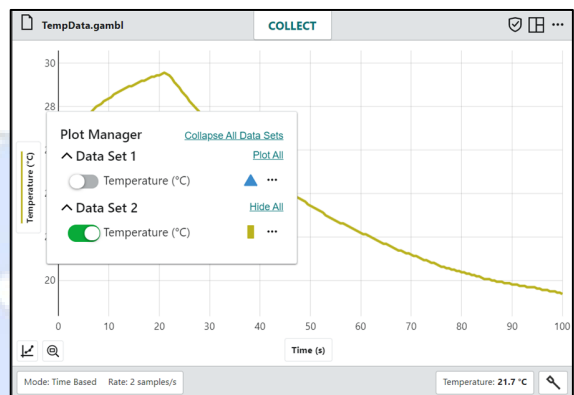 TempData.gambl
COLLECT
...
30
28
20
Temperature (°C)
Plot Manager
Collapse All Data Sets
Data Set 1
Plot All
Temperature (°C)
...
Data Set 2
Hide All
Temperature (°C)
...
0 10 20 30 40 50 60 70 80 90 100
Time (s)
Mode: Time Based Rate: 2 samples/s
Temperature: 21.7 °C